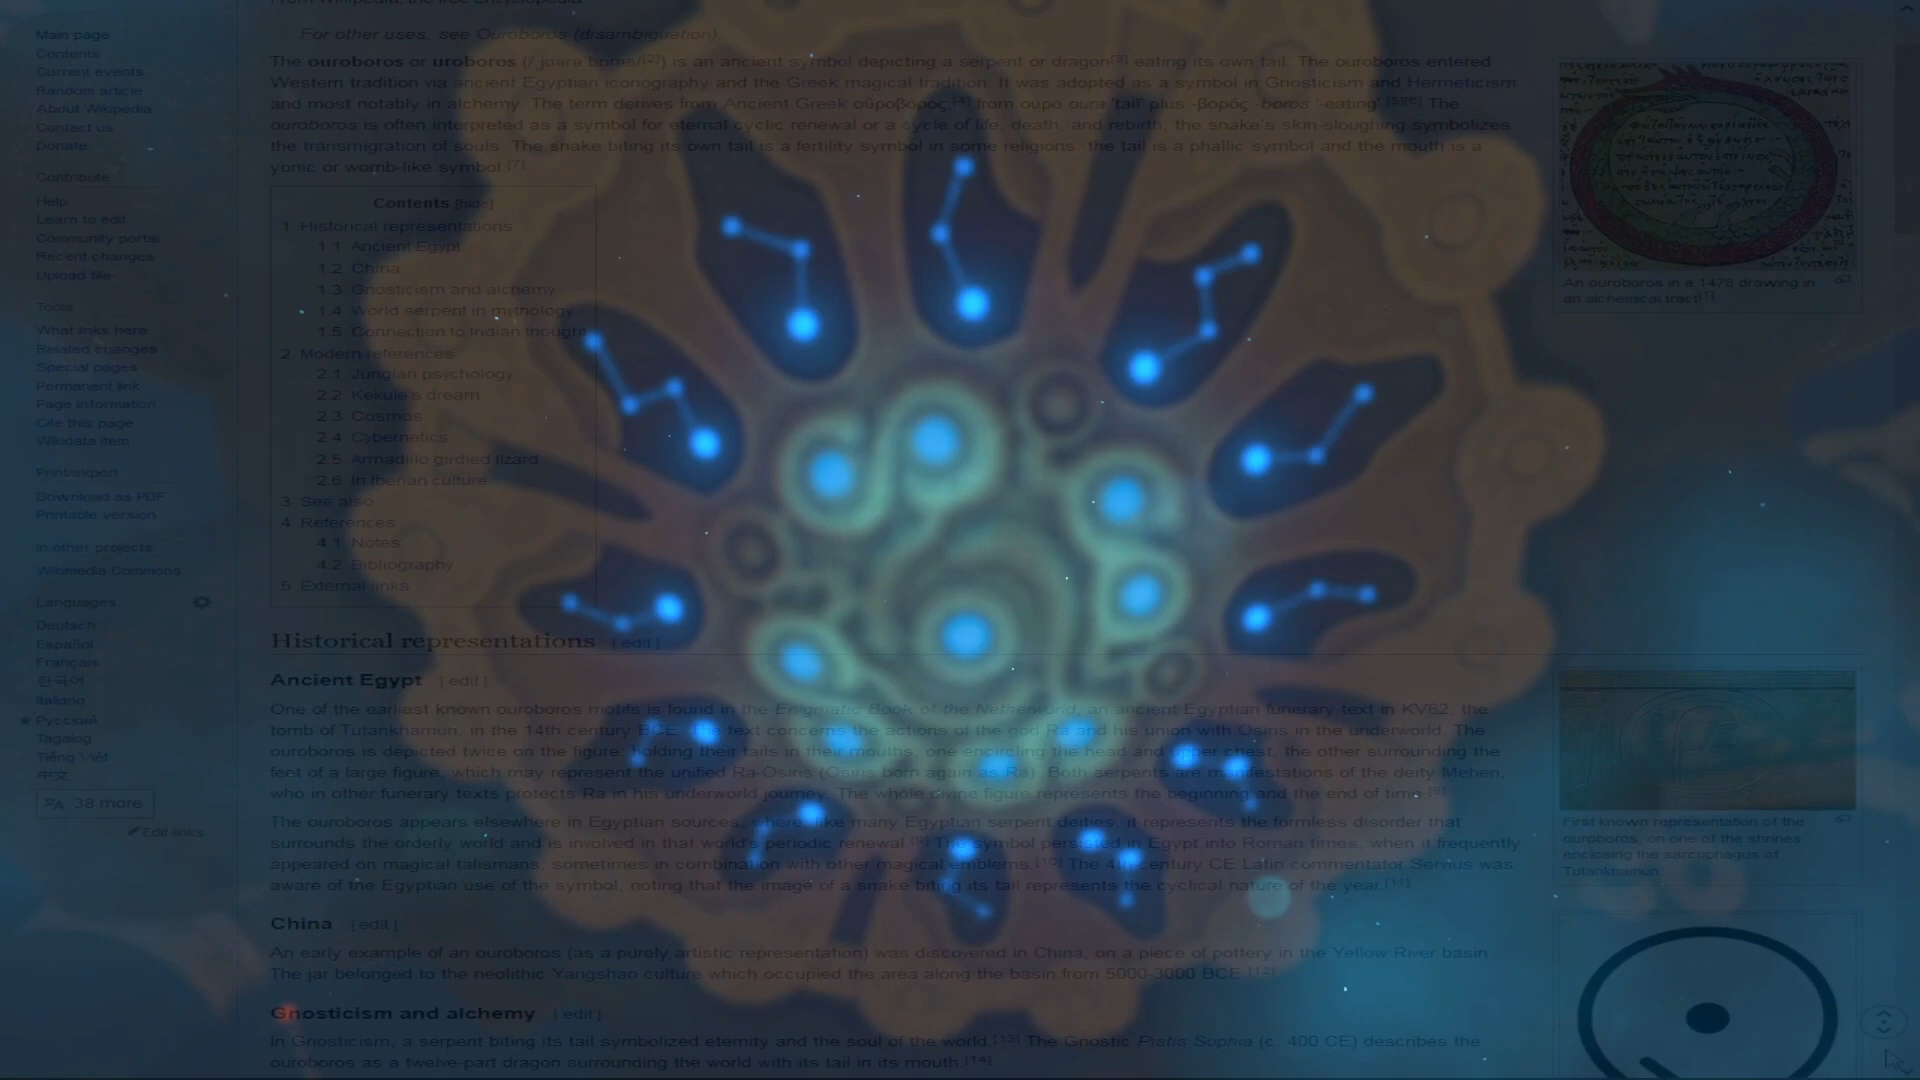 Main page
Contents
Current events
Random article
About Wikipedia
Contact us
Donate
Contribute
Help
Learn to edit
Community portal
Recent changes
Upload file
Tools
What links here
Related changes
Special pages
Permanent link
Page information
Cite this page
Wikidata item
Print/export
Download as PDF
Printable version
In other projects
Wikimedia Commons
Languages
Deutsch
Español
Français
한국어
Italiano
Русский
Tagalog
Tiếng Việt
中文
38 more
Edit links
From Wikipedia, the free encyclopedia
For other uses, see Ouroboros (disambiguation).
The ouroboros or uroboros [2] is an ancient symbol depicting a serpent or dragon[3] eating its own tail. The ouroboros entered
Western tradition via ancient Egyptian iconography and the Greek magical tradition. It was adopted as a symbol in Gnosticism and Hermeticism
and most notably in alchemy. The term derives from Ancient Greek οὐροβόρος,[4] from οὐρά oura 'tail' plus -βορός -boros '-eating'.[5][6] The
ouroboros is often interpreted as a symbol for eternal cyclic renewal or a cycle of life, death, and rebirth; the snake's skin-sloughing symbolizes
the transmigration of souls. The snake biting its own tail is a fertility symbol in some religions: the tail is a phallic symbol and the mouth is a
yonic or womb-like symbol.[7]
Contents [hide]
1 Historical representations
1.1 Ancient Egypt
1.2 China
1.3 Gnosticism and alchemy
1.4 World serpent in mythology
1.5 Connection to Indian thought
2 Modern references
2.1 Jungian psychology
2.2 Kekulé's dream
2.3 Cosmos
2.4 Cybernetics
2.5 Armadillo girdled lizard
2.6 In Iberian culture
3 See also
4 References
4.1 Notes
4.2 Bibliography
5 External links
An ouroboros in a 1478 drawing in
an alchemical tract[1]
Historical representations [edit]
Ancient Egypt [edit]
One of the earliest known ouroboros motifs is found in the Enigmatic Book of the Netherworld, an ancient Egyptian funerary text in KV62, the
tomb of Tutankhamun, in the 14th century BCE. The text concerns the actions of the god Ra and his union with Osiris in the underworld. The
ouroboros is depicted twice on the figure: holding their tails in their mouths, one encircling the head and upper chest, the other surrounding the
feet of a large figure, which may represent the unified Ra-Osiris (Osiris born again as Ra). Both serpents are manifestations of the deity Mehen,
who in other funerary texts protects Ra in his underworld journey. The whole divine figure represents the beginning and the end of time.[8]
The ouroboros appears elsewhere in Egyptian sources, where, like many Egyptian serpent deities, it represents the formless disorder that
surrounds the orderly world and is involved in that world's periodic renewal.[9] The symbol persisted in Egypt into Roman times, when it frequently
appeared on magical talismans, sometimes in combination with other magical emblems.[10] The 4th-century CE Latin commentator Servius was
aware of the Egyptian use of the symbol, noting that the image of a snake biting its tail represents the cyclical nature of the year.[11]
First known representation of the
ouroboros, on one of the shrines
enclosing the sarcophagus of
Tutankhamun
China [edit]
An early example of an ouroboros (as a purely artistic representation) was discovered in China, on a piece of pottery in the Yellow River basin.
The jar belonged to the neolithic Yangshao culture which occupied the area along the basin from 5000-3000 BCE.[12]
Gnosticism and alchemy [edit]
In Gnosticism, a serpent biting its tail symbolized eternity and the soul of the world.[13] The Gnostic Pistis Sophia (c. 400 CE) describes the
ouroboros as a twelve-part dragon surrounding the world with its tail in its mouth.[14]